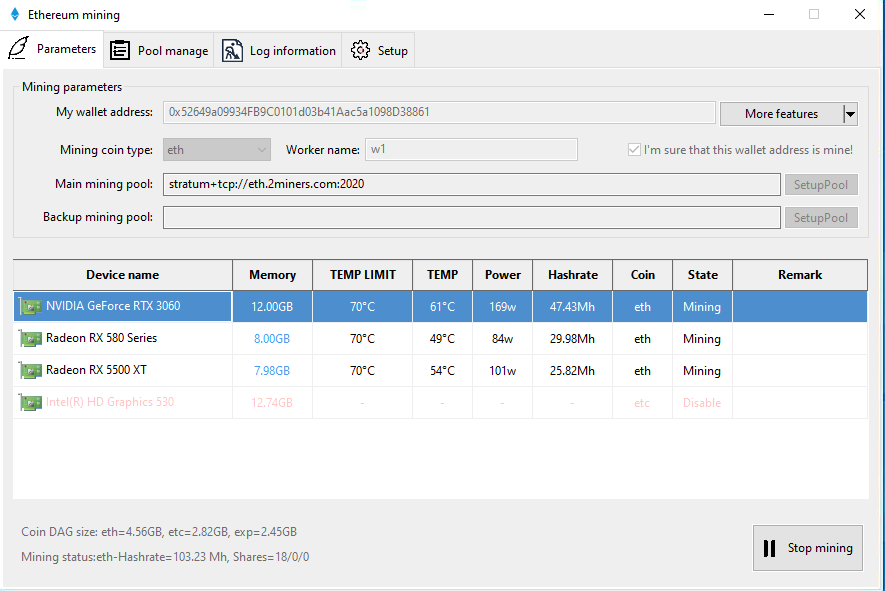 Ethereum mining
Parameters Pool manage Log information Setup
Mining parameters
My wallet address: 0x52649a09934FB9C0101d03b41Aac5a1098D38861 More features
Mining coin type: eth Worker name: w1 I'm sure that this wallet address is mine!
Main mining pool: stratum+tcp://eth.2miners.com:2020 SetupPool
Backup mining pool: SetupPool
Device name Memory TEMP LIMIT TEMP Power Hashrate Coin State Remark
NVIDIA GeForce RTX 3060 12.00GB 70°C 61°C 169w 47.43Mh eth Mining
Radeon RX 580 Series 8.00GB 70°C 49°C 84w 29.98Mh eth Mining
Radeon RX 5500 XT 7.98GB 70°C 54°C 101w 25.82Mh eth Mining
Intel(R) HD Graphics 530 12.74GB - - - - etc Disable
Coin DAG size: eth=4.56GB, etc=2.82GB, exp=2.45GB
Mining status:eth-Hashrate=103.23 Mh, Shares=18/0/0
Stop mining